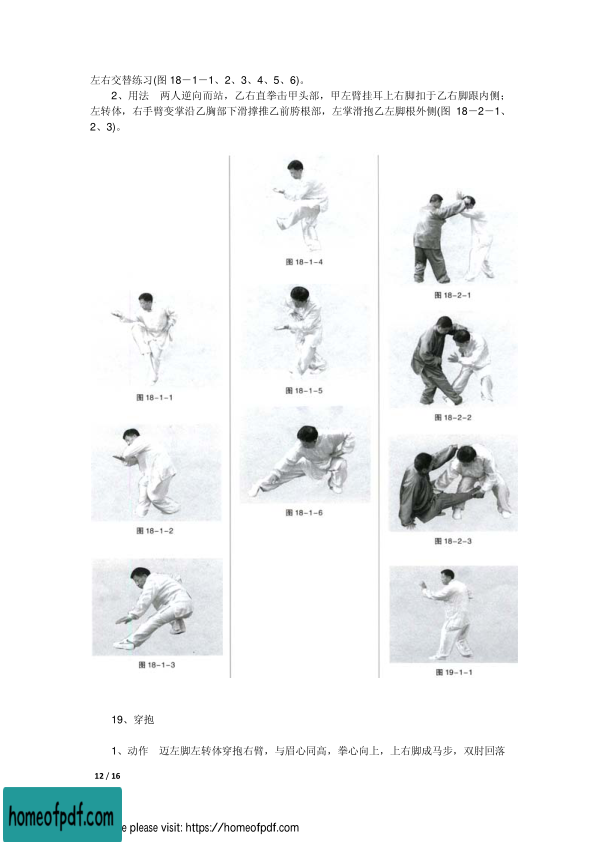 左右交替练习(图 18－1－1、2、3、4、5、6)。
2、用法　两人逆向而站，乙右直拳击甲头部，甲左臂挂耳上右脚扣于乙右脚跟内侧；
左转体，右手臂变掌沿乙胸部下滑撑推乙前胯根部，左掌滑抱乙左脚根外侧(图 18－2－1、
2、3)。
图 18-1-1
图 18-1-2
图 18-1-3
图 18-1-4
图 18-1-5
图 18-1-6
图 18-2-1
图 18-2-2
图 18-2-3
图 19-1-1
19、穿抱
1、动作　迈左脚左转体穿抱右臂，与眉心同高，拳心向上，上右脚成马步，双肘回落
12 / 16
homeofpdf.com
e please visit: https://homeofpdf.com